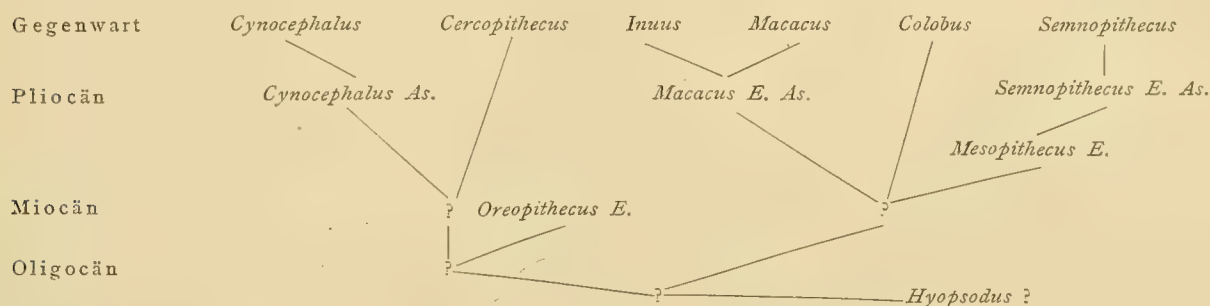 Gegenwart Cynocephalus Cercopithecus Inuus Macacus Colobus Semnopithecus
Pliocän Cynocephalus As. Macacus E. As. Semnopithecus E. As.
Mesopithecus E.
Miocän ? Oreopithecus E. ?
Oligocän ?
? Hyopsodus ?